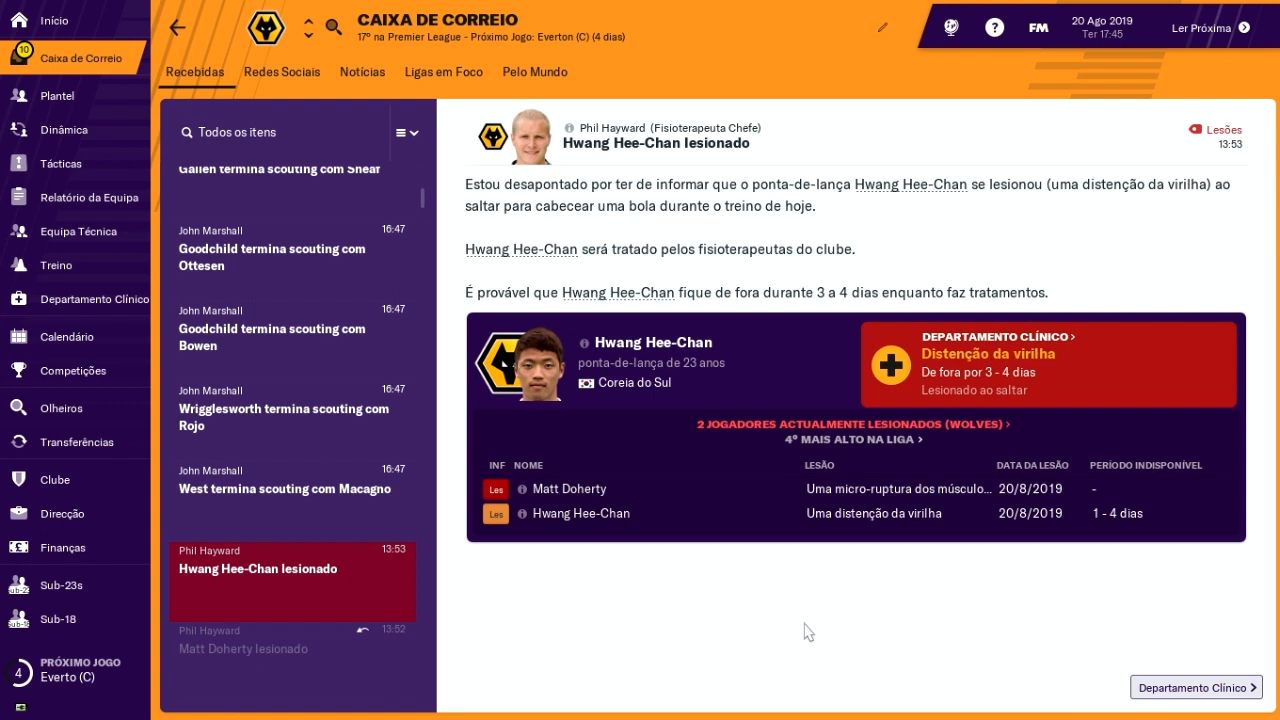 Início
10
Caixa de Correio
Plantel
Dinâmica
Tácticas
Relatório da Equipa
Equipa Técnica
Treino
Departamento Clínico
Calendário
Competições
Olheiros
Transferências
Clube
Direcção
Finanças
Sub-23s
Sub-18
4
PRÓXIMO JOGO
Everto (C)
CAIXA DE CORREIO
17º na Premier League - Próximo Jogo: Everton (C) (4 dias)
?
FM
20 Ago 2019
Ter 17:45
Ler Próxima
Recebidas Redes Sociais Notícias Ligas em Foco Pelo Mundo
Todos os itens
Gallen termina scouting com Sheaf
John Marshall 16:47
Goodchild termina scouting com
Ottesen
John Marshall 16:47
Goodchild termina scouting com
Bowen
John Marshall 16:47
Wrigglesworth termina scouting com
Rojo
John Marshall 16:47
West termina scouting com Macagno
Phil Hayward 13:53
Hwang Hee-Chan lesionado
Phil Hayward 13:52
Matt Doherty lesionado
Phil Hayward (Fisioterapeuta Chefe)
Hwang Hee-Chan lesionado
Lesões
13:53
Estou desapontado por ter de informar que o ponta-de-lança Hwang Hee-Chan se lesionou (uma distenção da virilha) ao
saltar para cabecear uma bola durante o treino de hoje.
Hwang Hee-Chan será tratado pelos fisioterapeutas do clube.
É provável que Hwang Hee-Chan fique de fora durante 3 a 4 dias enquanto faz tratamentos.
Hwang Hee-Chan
ponta-de-lança de 23 anos
Coreia do Sul
DEPARTAMENTO CLÍNICO
Distenção da virilha
De fora por 3 - 4 dias
Lesionado ao saltar
2 JOGADORES ACTUALMENTE LESIONADOS (WOLVES)
4º MAIS ALTO NA LIGA
INF NOME LESÃO DATA DA LESÃO PERÍODO INDISPONÍVEL
Les Matt Doherty Uma micro-ruptura dos músculo... 20/8/2019 -
Les Hwang Hee-Chan Uma distenção da virilha 20/8/2019 1 - 4 dias
Departamento Clínico